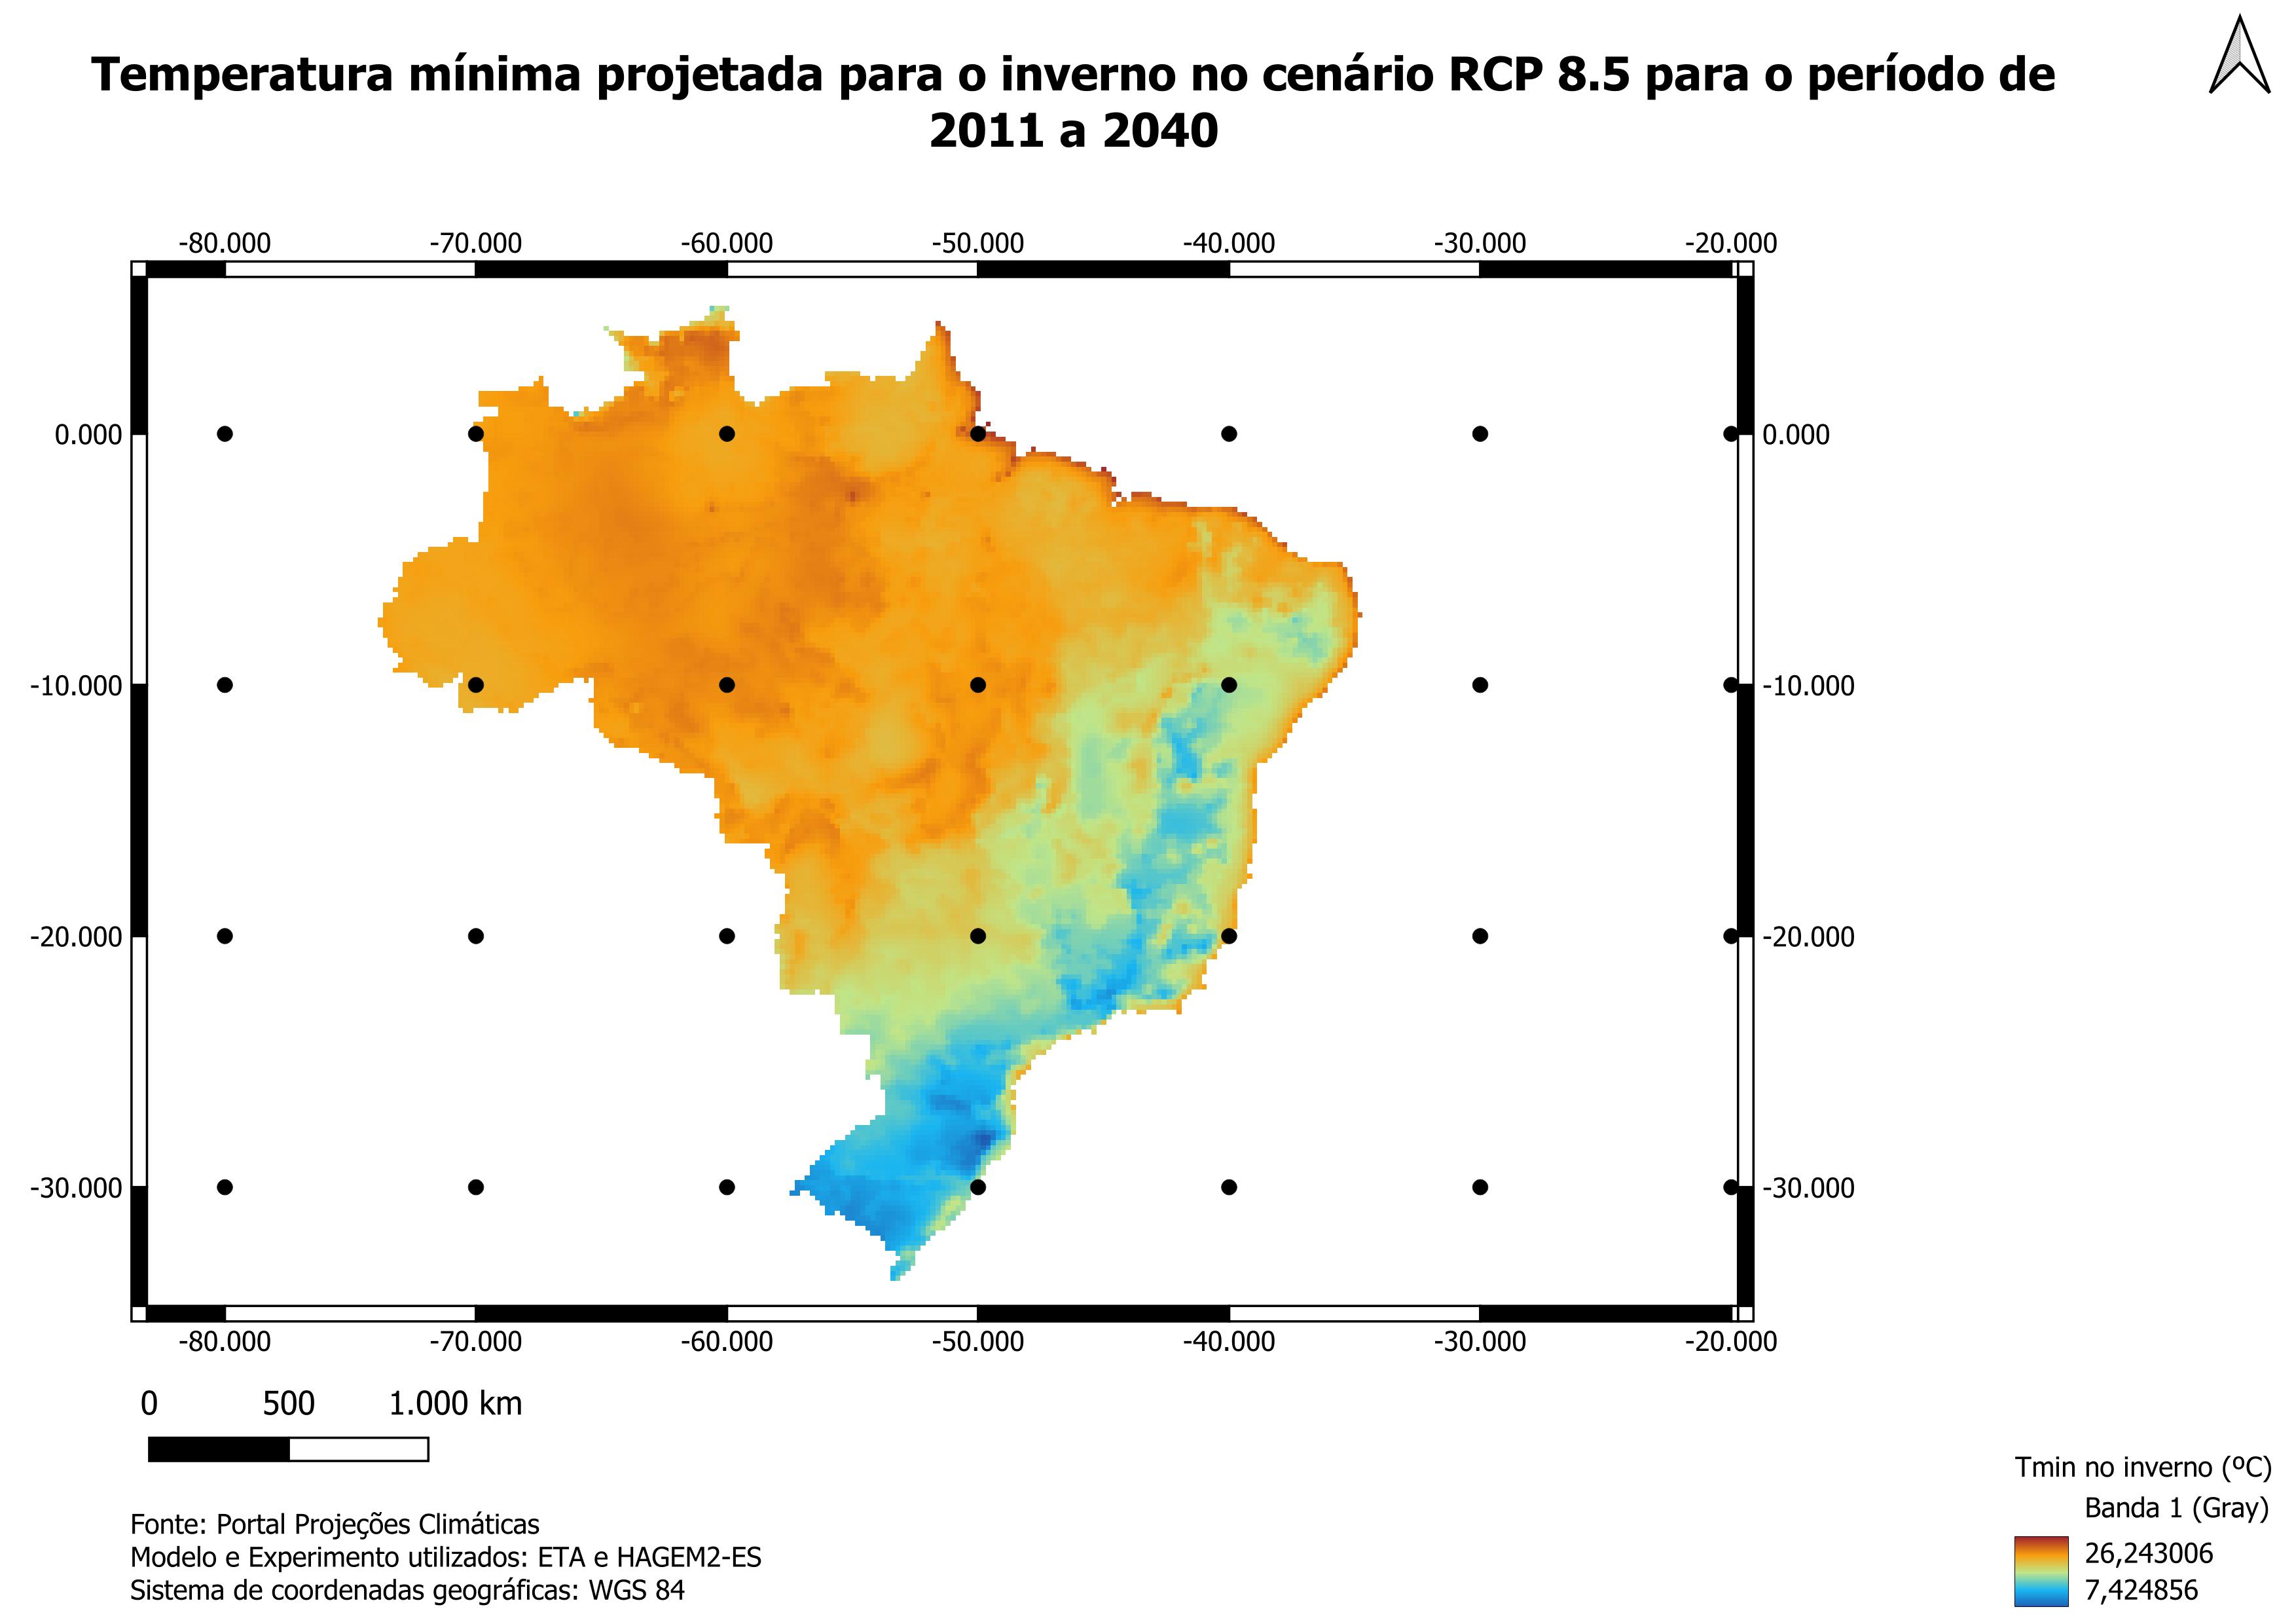 Temperatura mínima projetada para o inverno no cenário RCP 8.5 para o período de
2011 a 2040
-80.000 -70.000 -60.000 -50.000 -40.000 -30.000 -20.000
0.000 0.000
-10.000 -10.000
-20.000 -20.000
-30.000 -30.000
-80.000 -70.000 -60.000 -50.000 -40.000 -30.000 -20.000
0 500 1.000 km
Fonte: Portal Projeções Climáticas
Modelo e Experimento utilizados: ETA e HAGEM2-ES
Sistema de coordenadas geográficas: WGS 84
Tmin no inverno (ºC)
Banda 1 (Gray)
26,243006
7,424856